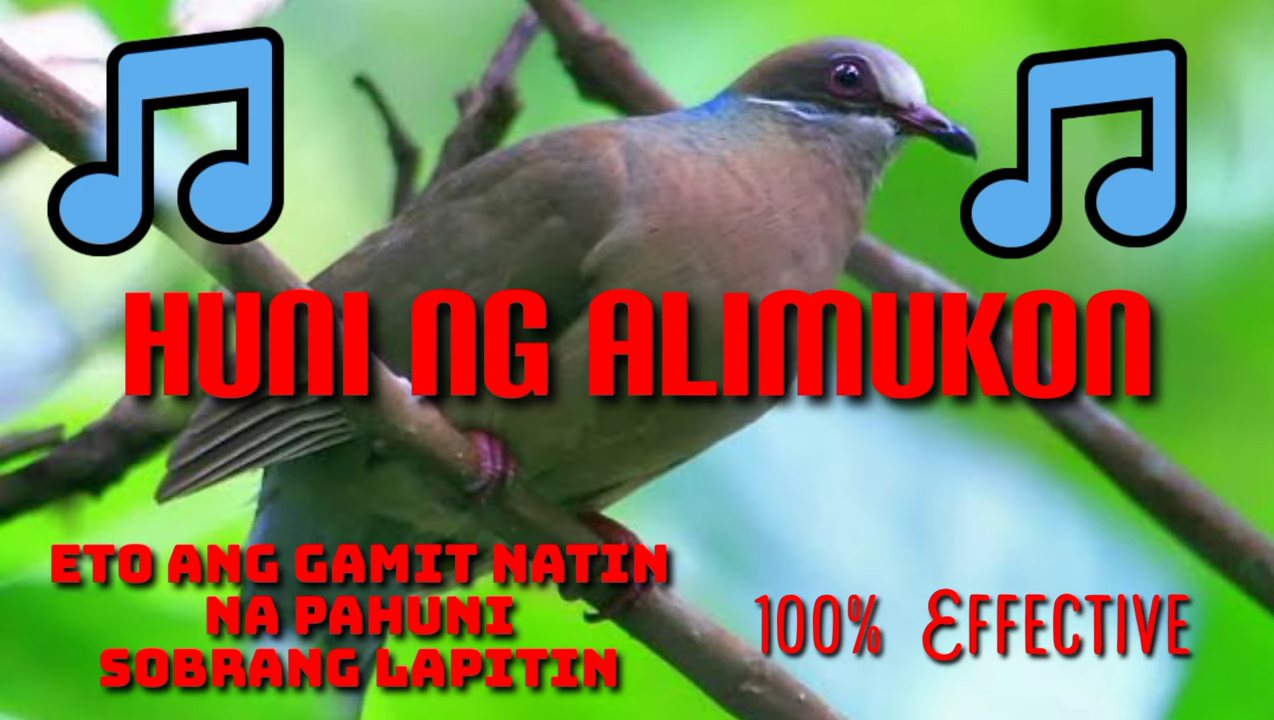 HUNI NG ALIMUKON
ETO ANG GAMIT NATIN
NA PAHUNI
SOBRANG LAPITIN
100% EFFECTIVE